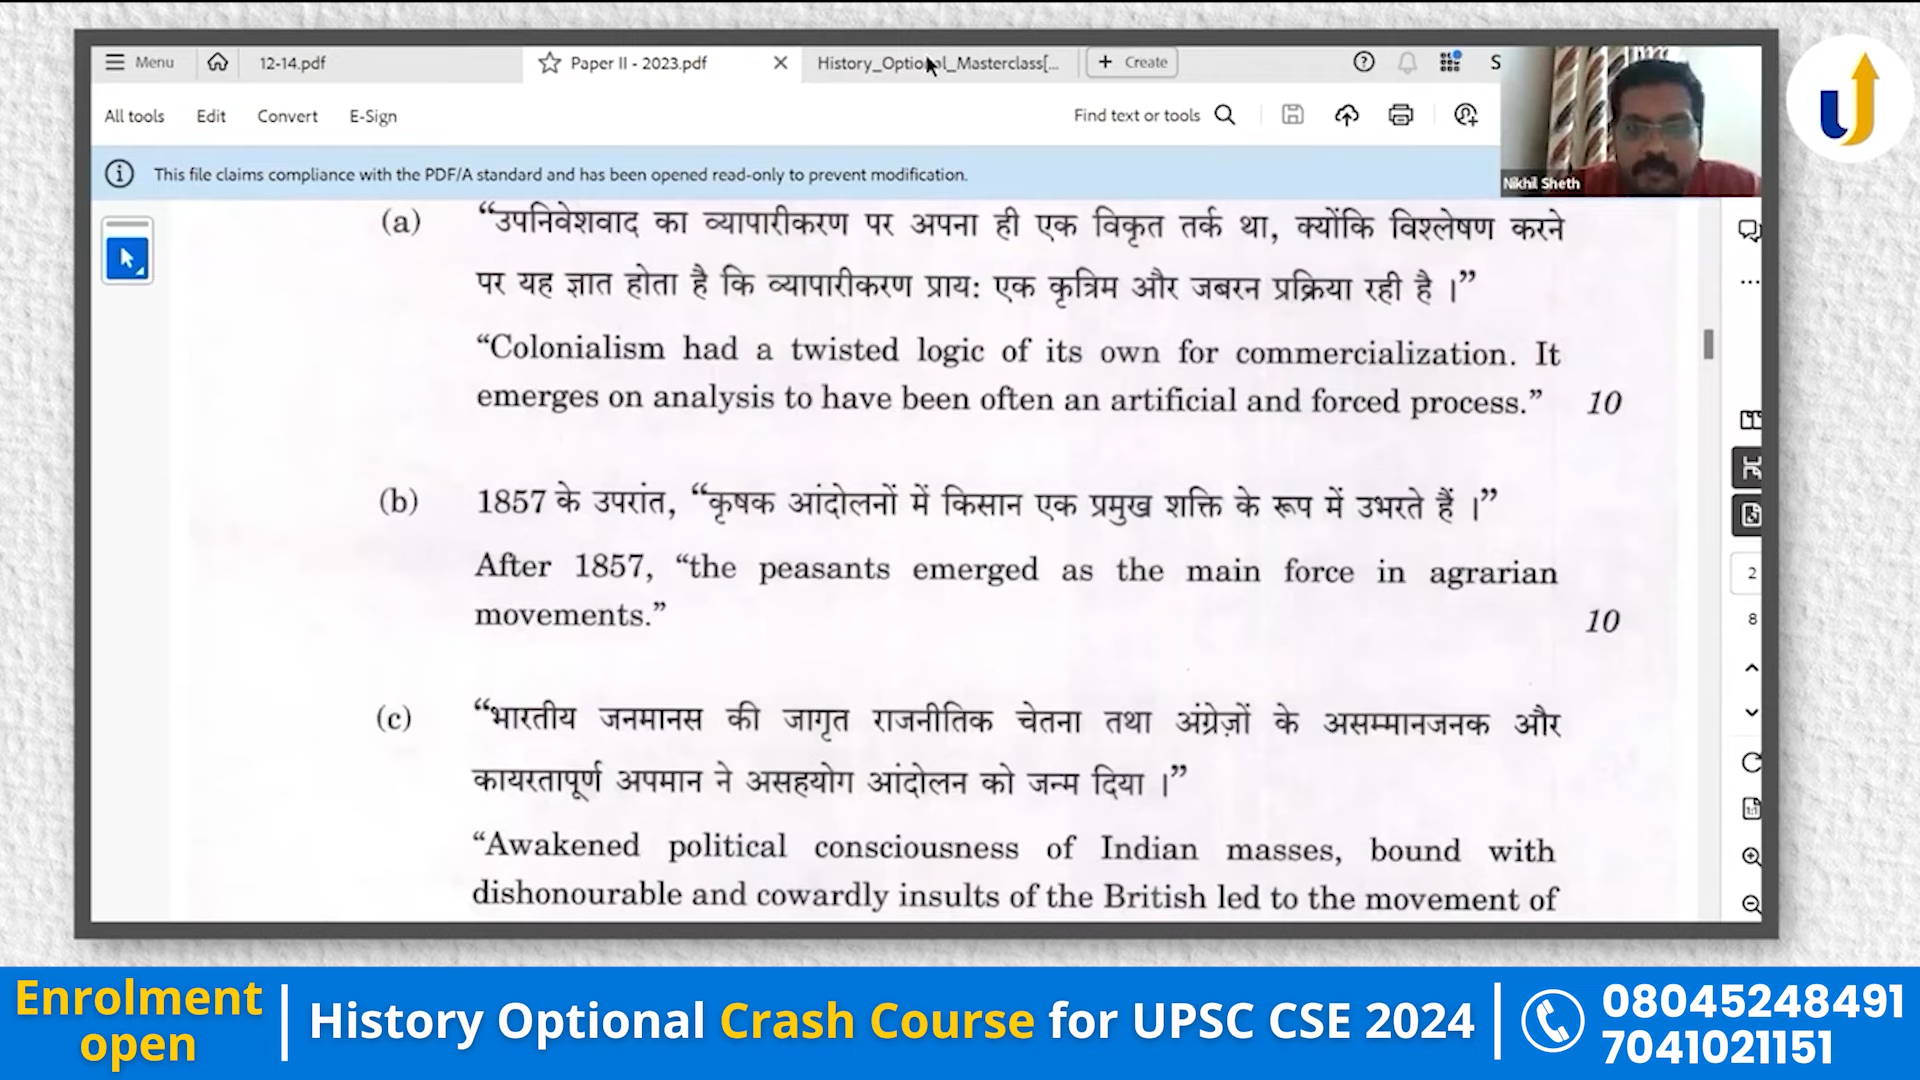 Menu
12-14.pdf
Paper II - 2023.pdf
History_Optional_Masterclass[...
+ Create
S
All tools
Edit
Convert
E-Sign
Find text or tools
This file claims compliance with the PDF/A standard and has been opened read-only to prevent modification.
Nikhil Sheth
(a) “उपनिवेशवाद का व्यापारीकरण पर अपना ही एक विकृत तर्क था, क्योंकि विश्लेषण करने
पर यह ज्ञात होता है कि व्यापारीकरण प्राय: एक कृत्रिम और जबरन प्रक्रिया रही है ।”
“Colonialism had a twisted logic of its own for commercialization. It
emerges on analysis to have been often an artificial and forced process.” 10
(b) 1857 के उपरांत, “कृषक आंदोलनों में किसान एक प्रमुख शक्ति के रूप में उभरते हैं ।”
After 1857, “the peasants emerged as the main force in agrarian
movements.” 10
(c) “भारतीय जनमानस की जागृत राजनीतिक चेतना तथा अंग्रेज़ों के असम्मानजनक और
कायरतापूर्ण अपमान ने असहयोग आंदोलन को जन्म दिया ।”
“Awakened political consciousness of Indian masses, bound with
dishonourable and cowardly insults of the British led to the movement of
2
8
1:1
Enrolment
open
History Optional Crash Course for UPSC CSE 2024
08045248491
7041021151